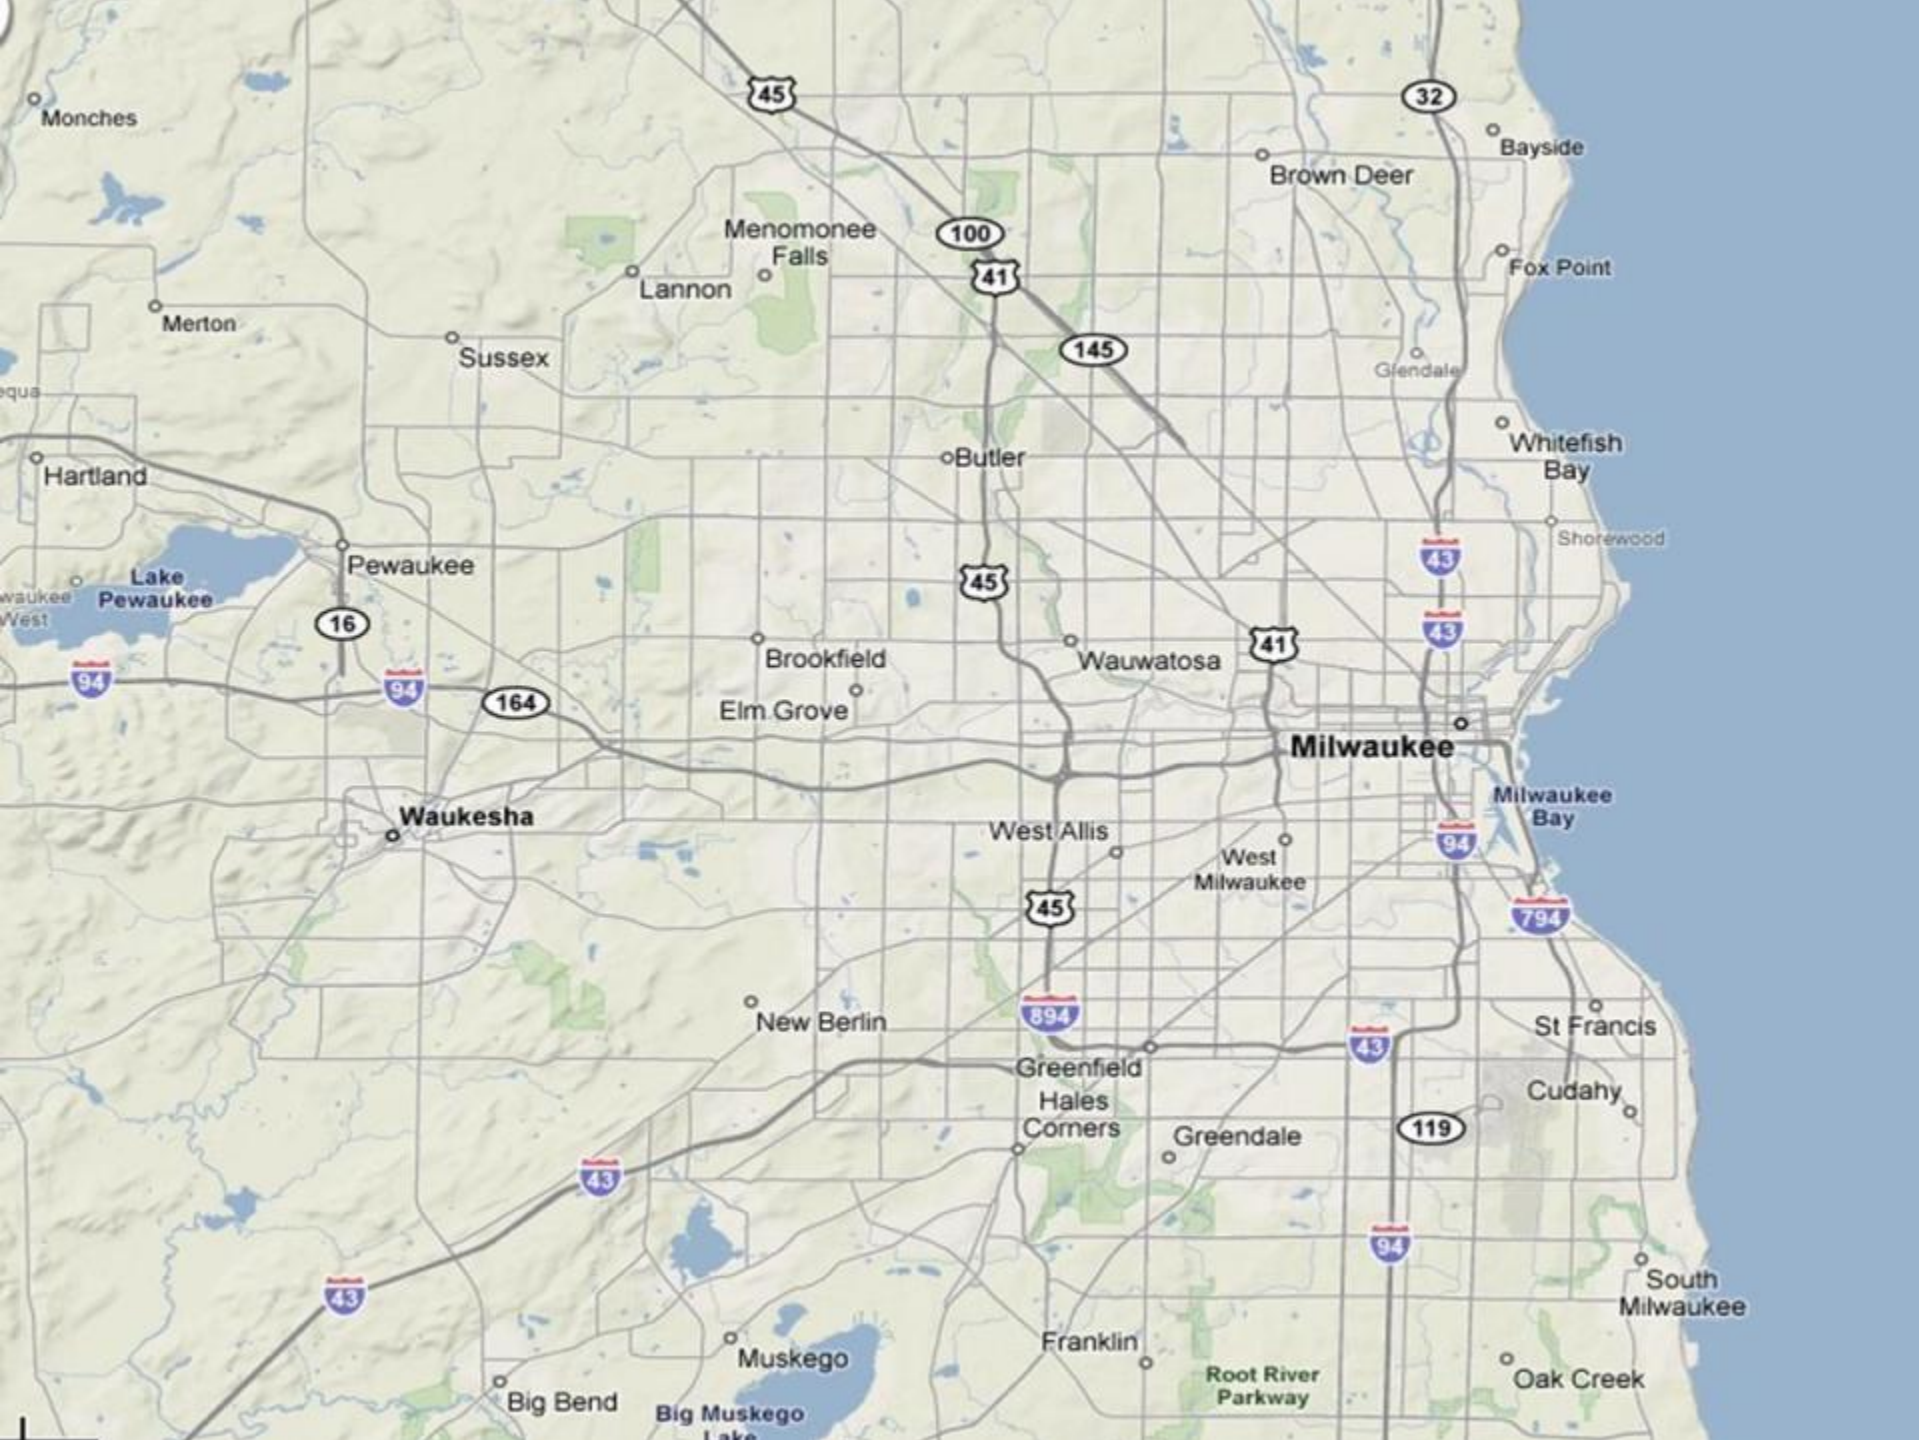 45
32
Monches
Bayside
Brown Deer
Menomonee
Falls
100
Fox Point
41
Lannon
Merton
145
Sussex
Glendale
Whitefish
Bay
Butler
Hartland
Shorewood
43
Pewaukee
Lake
Pewaukee
45
West
16
43
41
Brookfield
Wauwatosa
94
94
164
Elm Grove
Milwaukee
Milwaukee
Bay
Waukesha
West Allis
94
West
Milwaukee
45
794
New Berlin
894
St Francis
43
Greenfield
Cudahy
Hales
Corners
119
Greendale
43
94
South
Milwaukee
43
Franklin
Muskego
Root River
Parkway
Oak Creek
Big Bend
Big Muskego
Lake